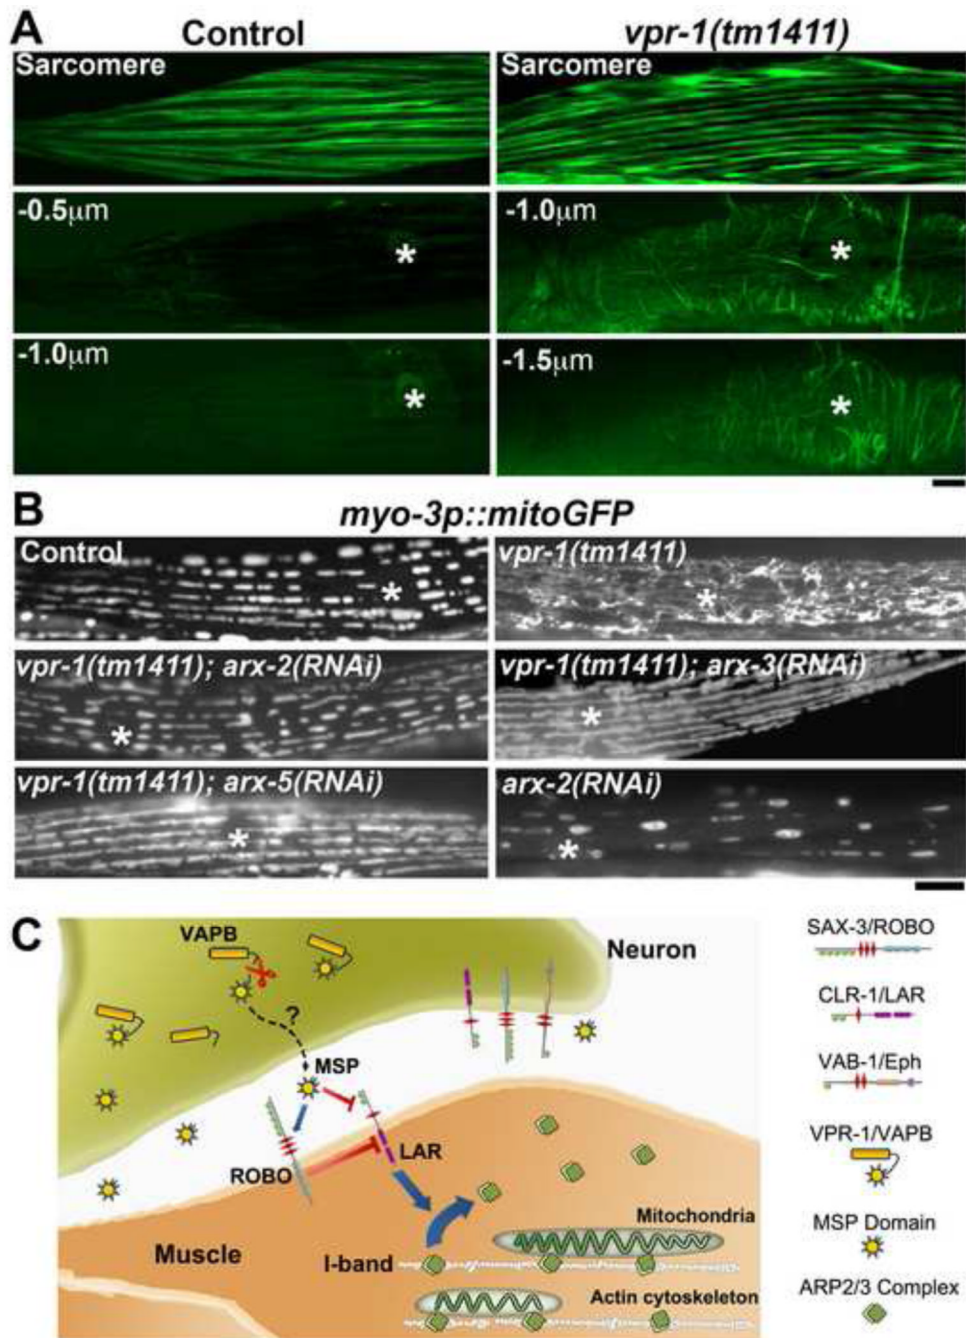 A
Control
vpr-1(tm1411)
Sarcomere
Sarcomere
-0.5μm
-1.0μm
*
*
-1.0μm
-1.5μm
*
*
B
myo-3p::mitoGFP
Control
vpr-1(tm1411)
*
*
vpr-1(tm1411); arx-2(RNAi)
vpr-1(tm1411); arx-3(RNAi)
*
*
vpr-1(tm1411); arx-5(RNAi)
arx-2(RNAi)
*
*
C
VAPB
Neuron
?
MSP
ROBO
LAR
Muscle
I-band
Mitochondria
Actin cytoskeleton
SAX-3/ROBO
CLR-1/LAR
VAB-1/Eph
VPR-1/VAPB
MSP Domain
ARP2/3 Complex